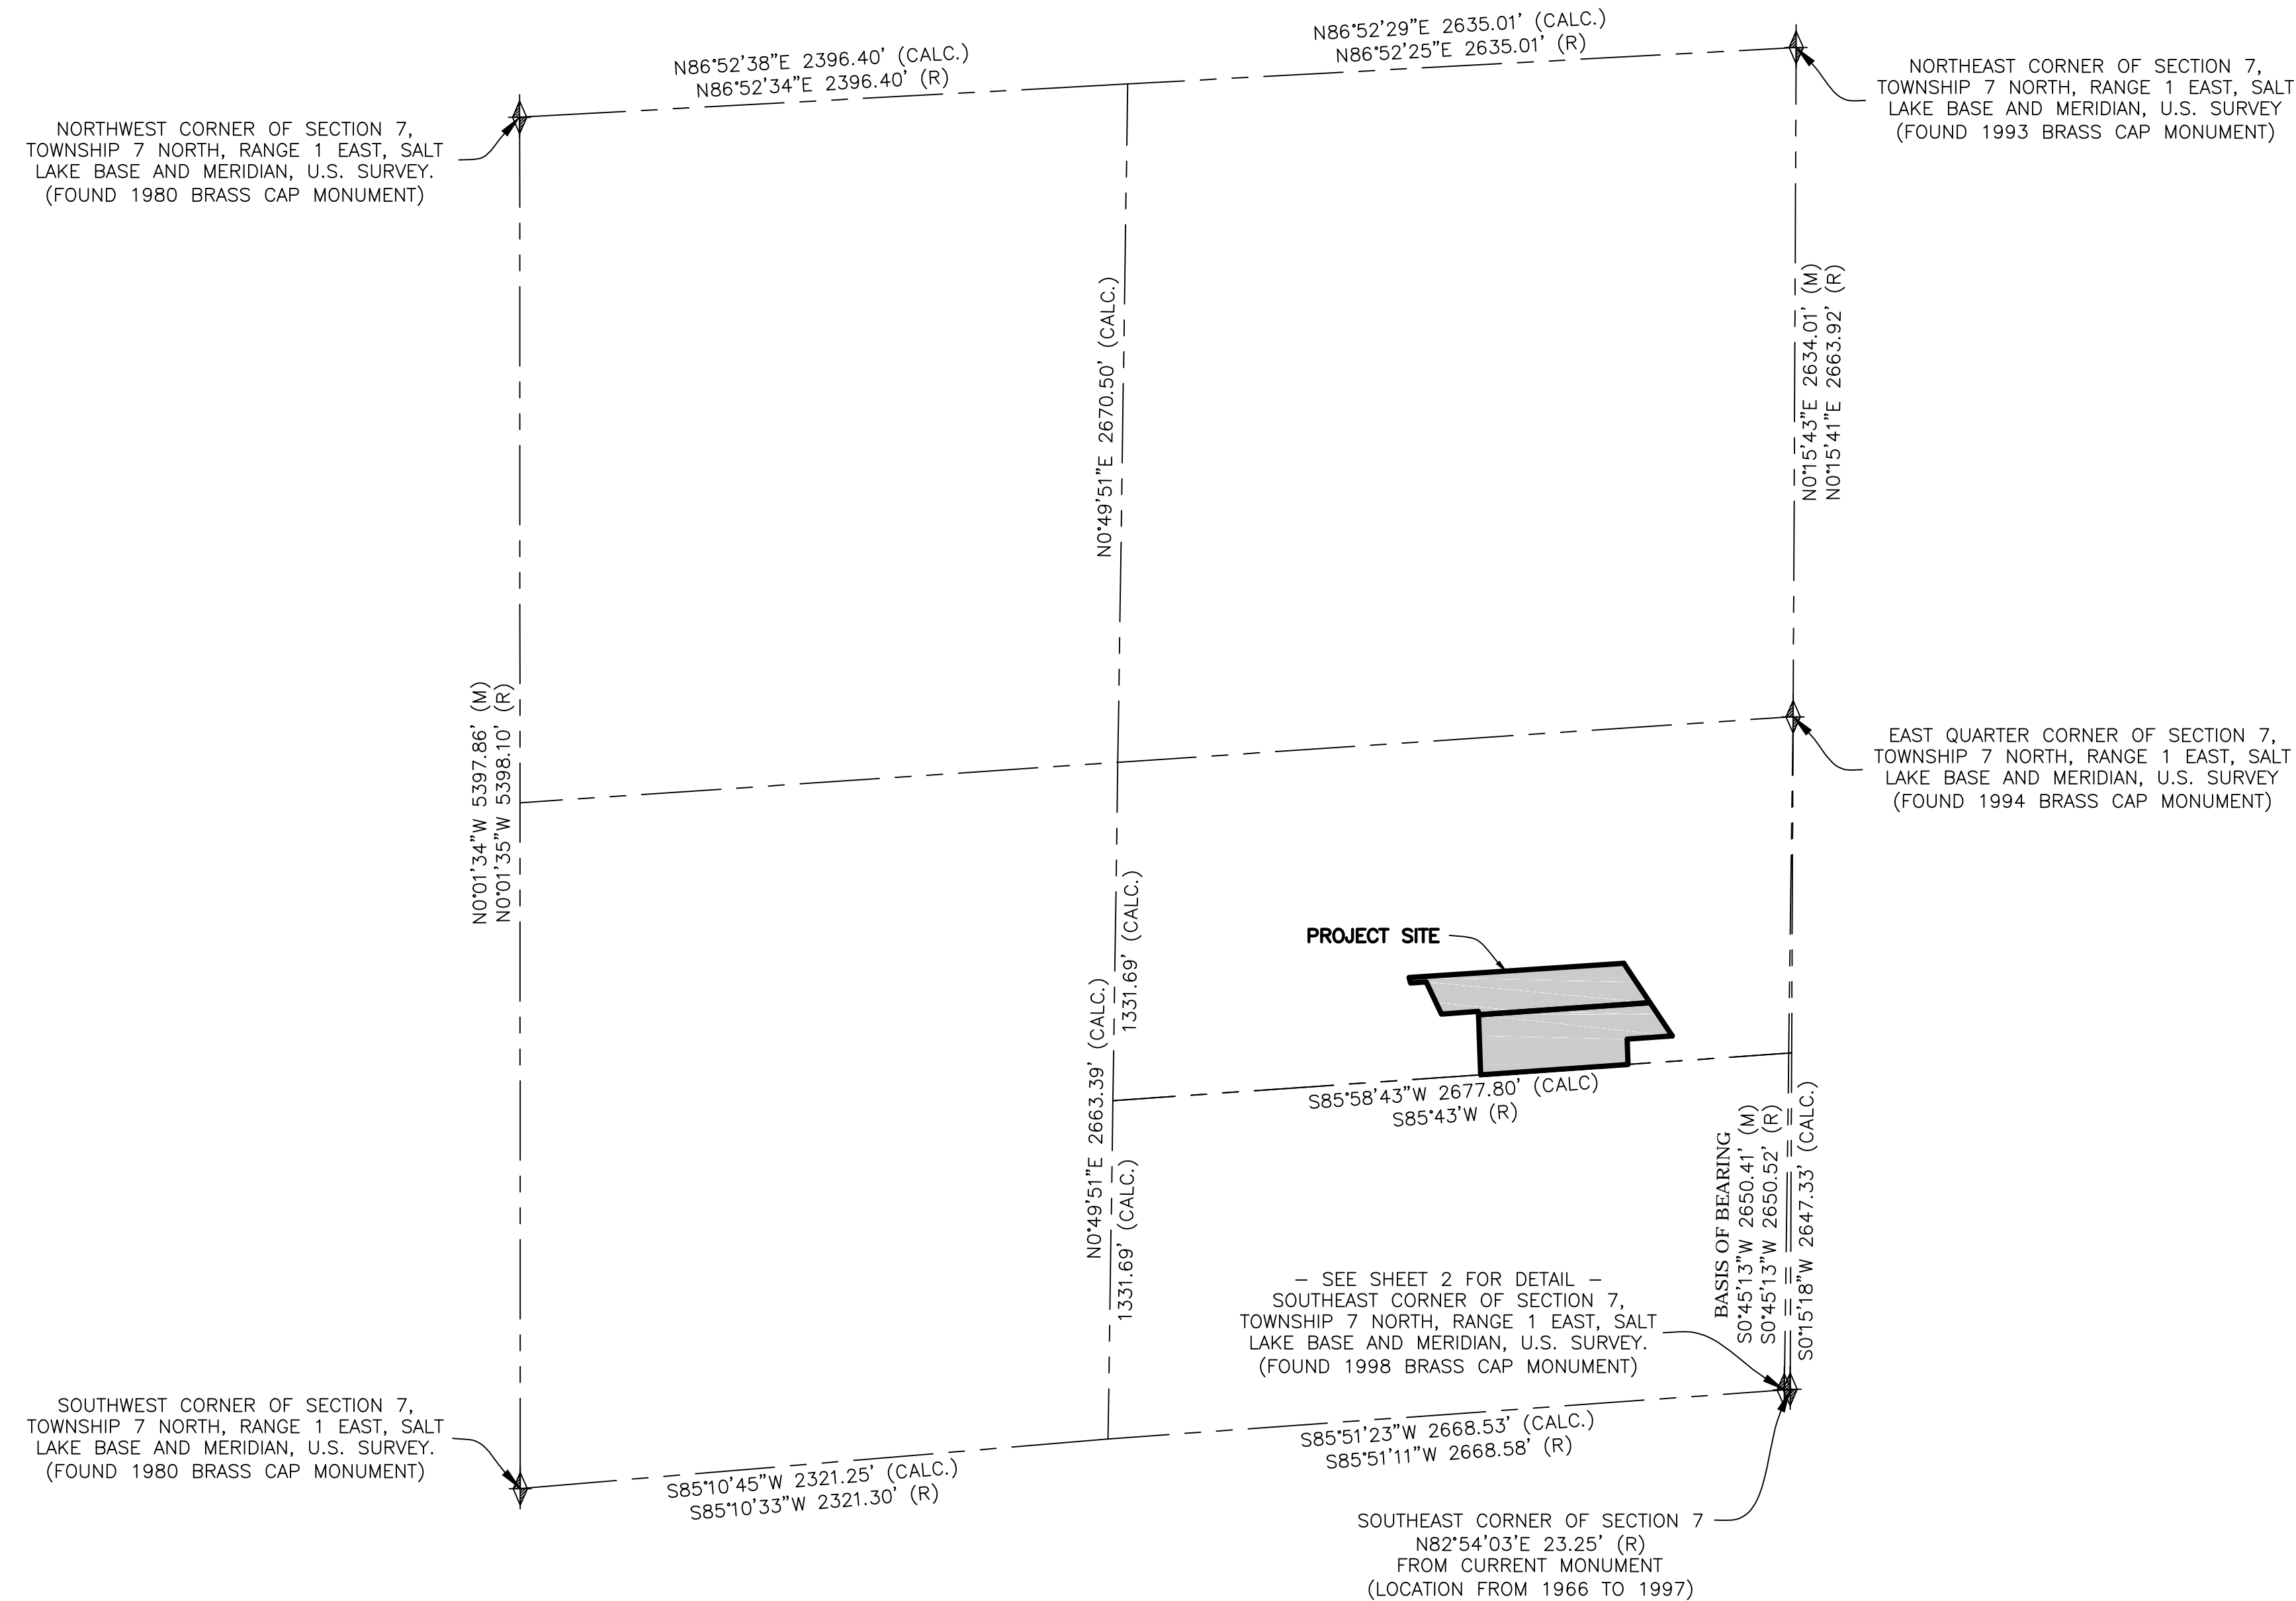 N86°52'38"E 2396.40' (CALC.)
N86°52'34"E 2396.40' (R)
N86°52'29"E 2635.01' (CALC.)
N86°52'25"E 2635.01' (R)
NORTHWEST CORNER OF SECTION 7,
TOWNSHIP 7 NORTH, RANGE 1 EAST, SALT
LAKE BASE AND MERIDIAN, U.S. SURVEY.
(FOUND 1980 BRASS CAP MONUMENT)
NORTHEAST CORNER OF SECTION 7,
TOWNSHIP 7 NORTH, RANGE 1 EAST, SALT
LAKE BASE AND MERIDIAN, U.S. SURVEY
(FOUND 1993 BRASS CAP MONUMENT)
N0°49'51"E 2670.50' (CALC.)
N0°15'43"E 2634.01' (M)
N0°15'41"E 2663.92' (R)
N0°01'34"W 5397.86' (M)
N0°01'35"W 5398.10' (R)
EAST QUARTER CORNER OF SECTION 7,
TOWNSHIP 7 NORTH, RANGE 1 EAST, SALT
LAKE BASE AND MERIDIAN, U.S. SURVEY
(FOUND 1994 BRASS CAP MONUMENT)
PROJECT SITE
N0°49'51"E 2663.39' (CALC.)
1331.69' (CALC.)
1331.69' (CALC.)
S85°58'43"W 2677.80' (CALC)
S85°43'W (R)
BASIS OF BEARING
S0°45'13"W 2650.41' (M)
S0°45'13"W 2650.52' (R)
S0°15'18"W 2647.33' (CALC.)
– SEE SHEET 2 FOR DETAIL –
SOUTHEAST CORNER OF SECTION 7,
TOWNSHIP 7 NORTH, RANGE 1 EAST, SALT
LAKE BASE AND MERIDIAN, U.S. SURVEY.
(FOUND 1998 BRASS CAP MONUMENT)
SOUTHWEST CORNER OF SECTION 7,
TOWNSHIP 7 NORTH, RANGE 1 EAST, SALT
LAKE BASE AND MERIDIAN, U.S. SURVEY.
(FOUND 1980 BRASS CAP MONUMENT)
S85°10'45"W 2321.25' (CALC.)
S85°10'33"W 2321.30' (R)
S85°51'23"W 2668.53' (CALC.)
S85°51'11"W 2668.58' (R)
SOUTHEAST CORNER OF SECTION 7
N82°54'03'E 23.25' (R)
FROM CURRENT MONUMENT
(LOCATION FROM 1966 TO 1997)